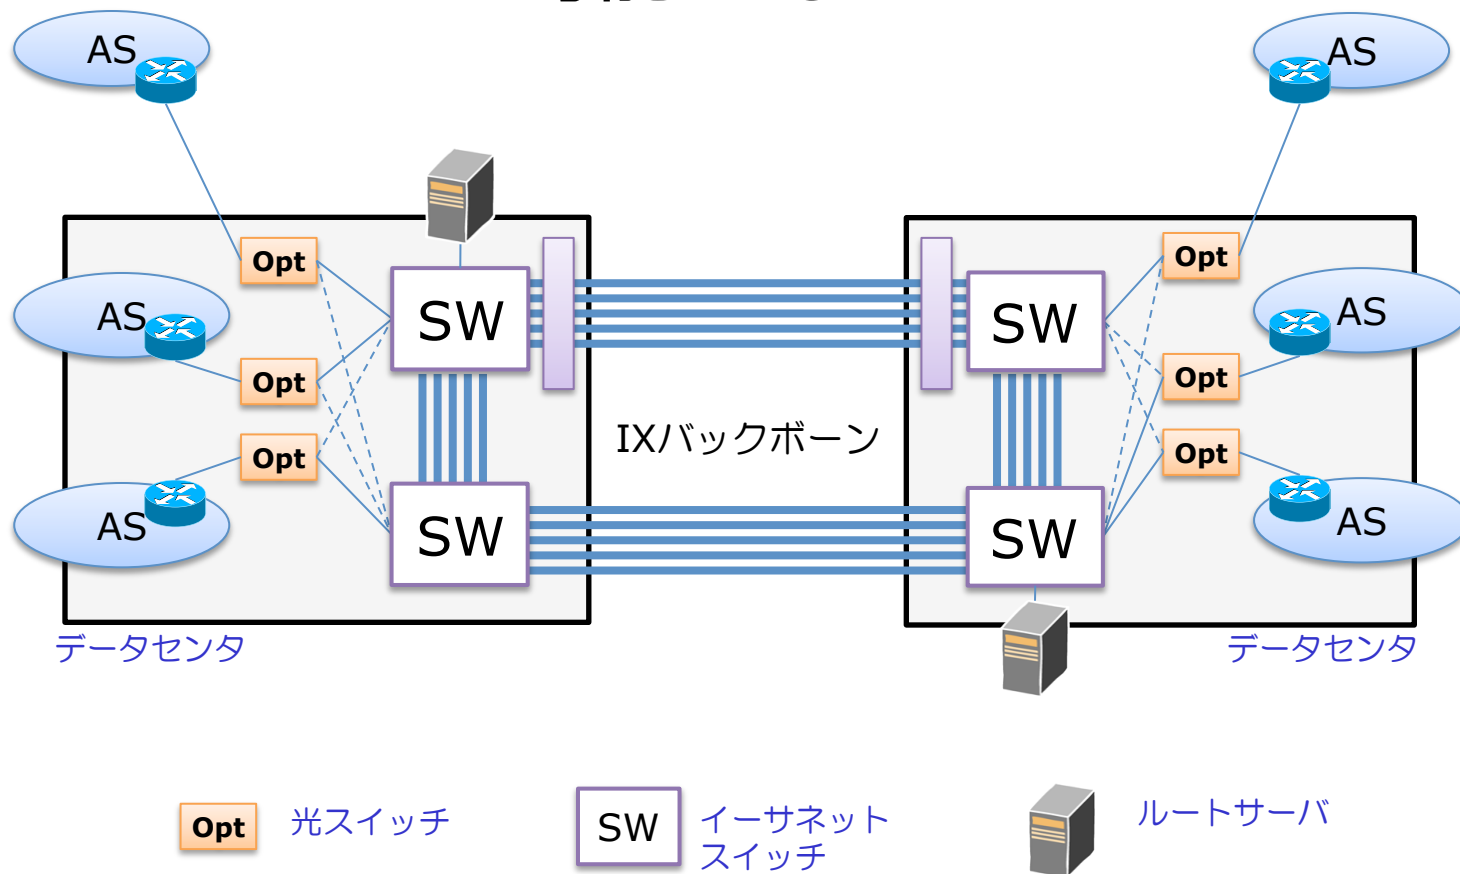 AS
AS
Opt
Opt
SW
SW
AS
AS
Opt
Opt
AS
IXバックボーン
Opt
Opt
AS
SW
SW
AS
データセンタ
データセンタ
Opt
光スイッチ
SW
イーサネット
スイッチ
ルートサーバ